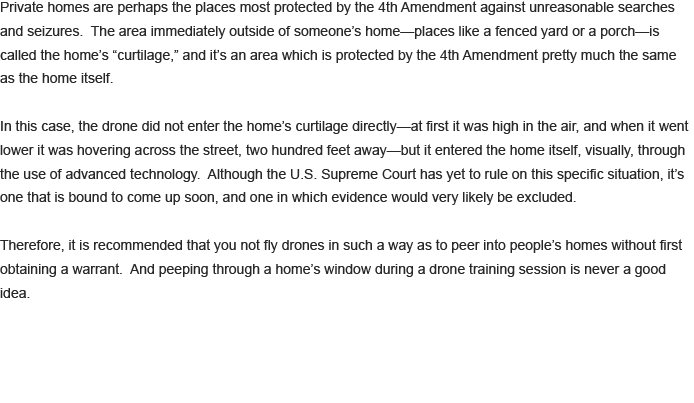 Private homes are perhaps the places most protected by the 4th Amendment against unreasonable searches
and seizures.  The area immediately outside of someone’s home—places like a fenced yard or a porch—is
called the home’s “curtilage,” and it’s an area which is protected by the 4th Amendment pretty much the same
as the home itself.

In this case, the drone did not enter the home’s curtilage directly—at first it was high in the air, and when it went
lower it was hovering across the street, two hundred feet away—but it entered the home itself, visually, through
the use of advanced technology.  Although the U.S. Supreme Court has yet to rule on this specific situation, it’s
one that is bound to come up soon, and one in which evidence would very likely be excluded.

Therefore, it is recommended that you not fly drones in such a way as to peer into people’s homes without first
obtaining a warrant.  And peeping through a home’s window during a drone training session is never a good
idea.